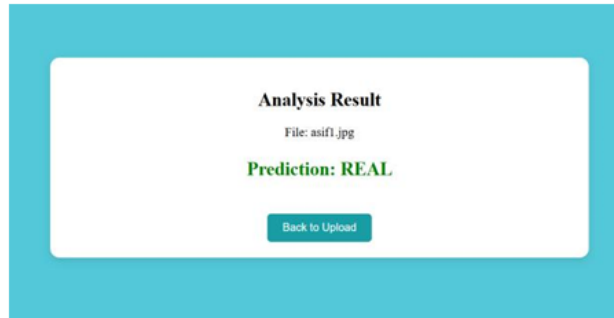 Analysis Result
File: asif1.jpg
Prediction: REAL
Back to Upload